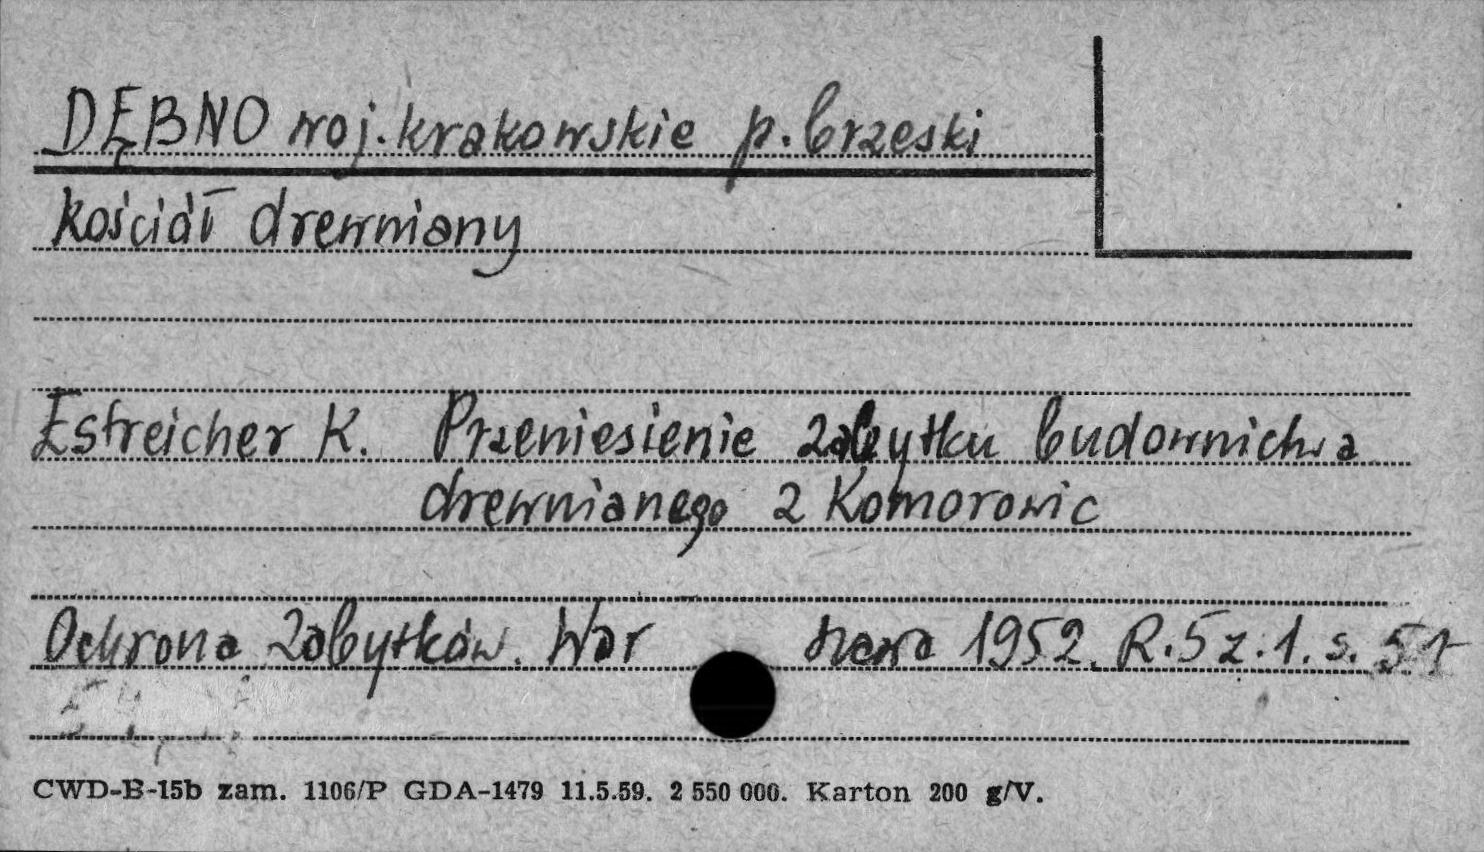 DĘBNO woj. krakowskie p. brzeski
kościół drewniany
Estreicher K. Przeniesienie zabytku budownictwa
drewnianego z Komorowic
Ochrona Zabytków. War szawa 1952. R.5 z.1. s. 51
CWD-B-15b zam. 1106/P GDA-1479 11.5.59. 2 550 000. Karton 200 g/V.